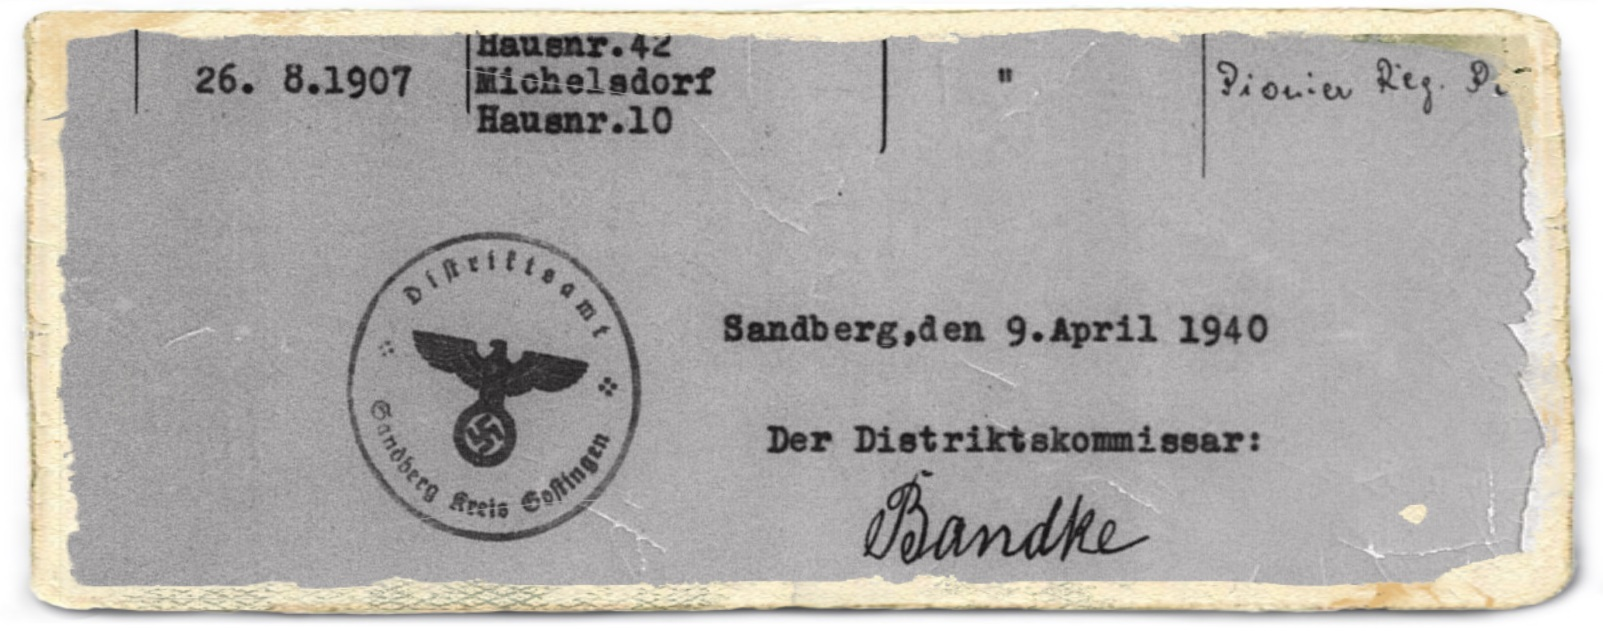 Hausnr.42
26. 8.1907 Michelsdorf " Pionier Reg.
Hausnr.10
Distriktsamt
Sandberg Kreis Gostingen
Sandberg,den 9.April 1940
Der Distriktskommissar:
Bandke